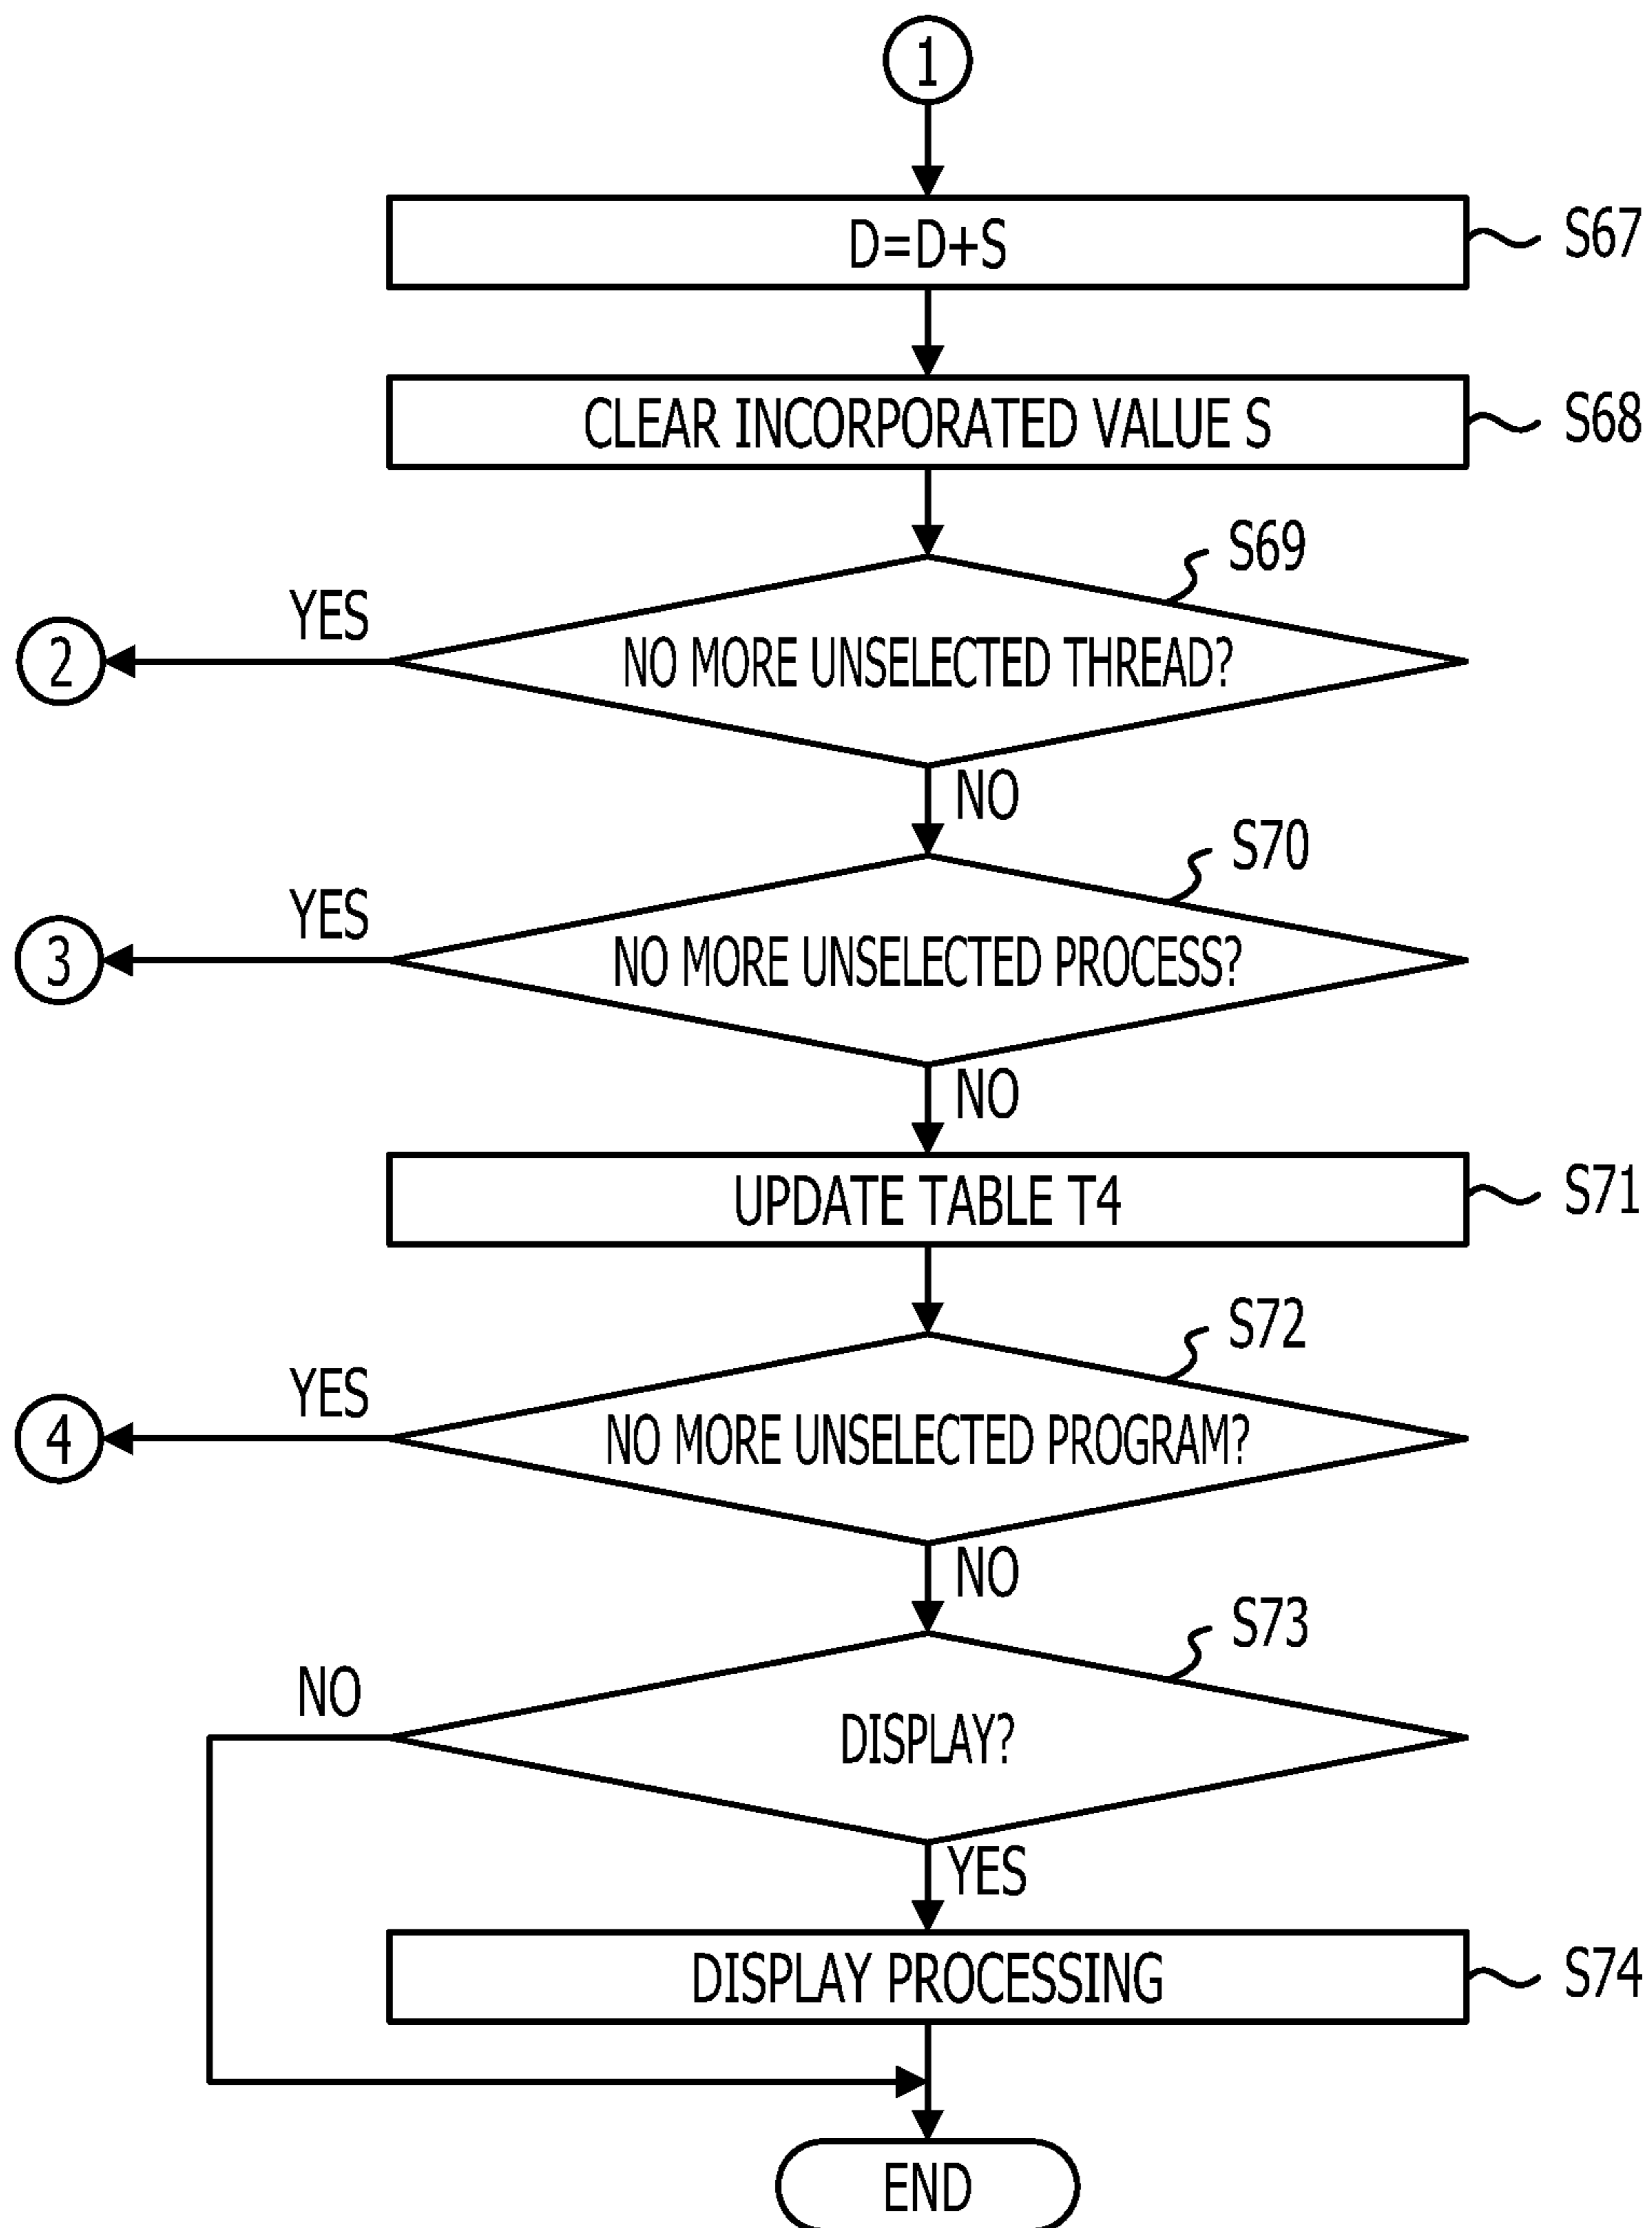 1
D=D+S
S67
CLEAR INCORPORATED VALUE S
S68
S69
YES
NO MORE UNSELECTED THREAD?
2
NO
S70
YES
NO MORE UNSELECTED PROCESS?
3
NO
UPDATE TABLE T4
S71
S72
YES
NO MORE UNSELECTED PROGRAM?
4
NO
S73
NO
DISPLAY?
YES
DISPLAY PROCESSING
S74
END